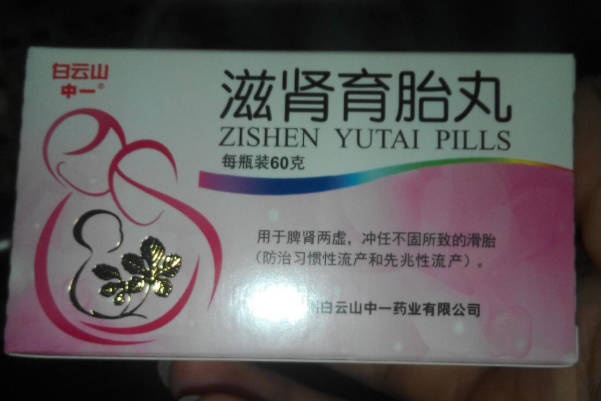 白云山
中一®
滋肾育胎丸
ZISHEN YUTAI PILLS
每瓶装60克
用于脾肾两虚，冲任不固所致的滑胎
（防治习惯性流产和先兆性流产）。
白云山中一药业有限公司